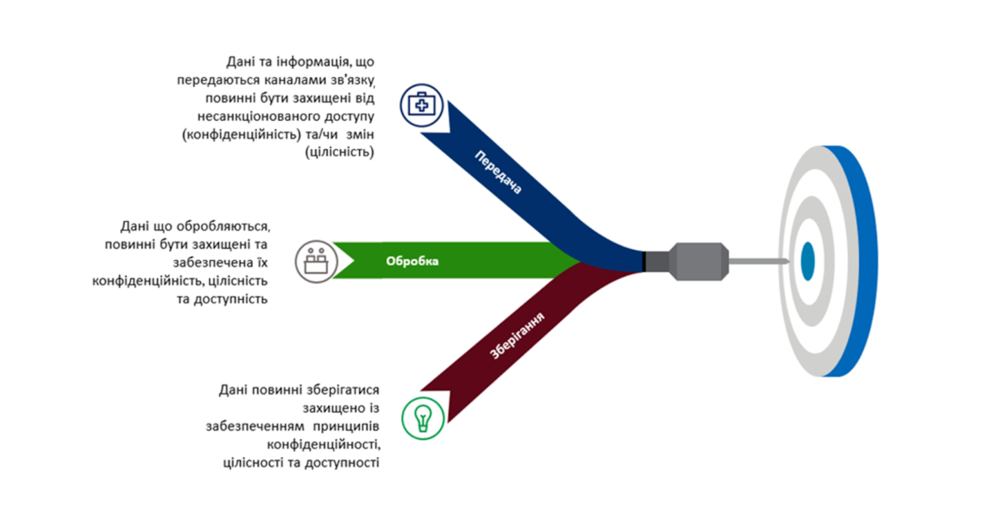 Дані та інформація, що
передаються каналами зв'язку,
повинні бути захищені від
несанкціонованого доступу
(конфіденційність) та/чи змін
(цілісність)
Передача
Дані що обробляються,
повинні бути захищені та
забезпечена їх
конфіденційність, цілісність
та доступність
Обробка
Зберігання
Дані повинні зберігатися
захищено із
забезпеченням принципів
конфіденційності,
цілісності та доступності